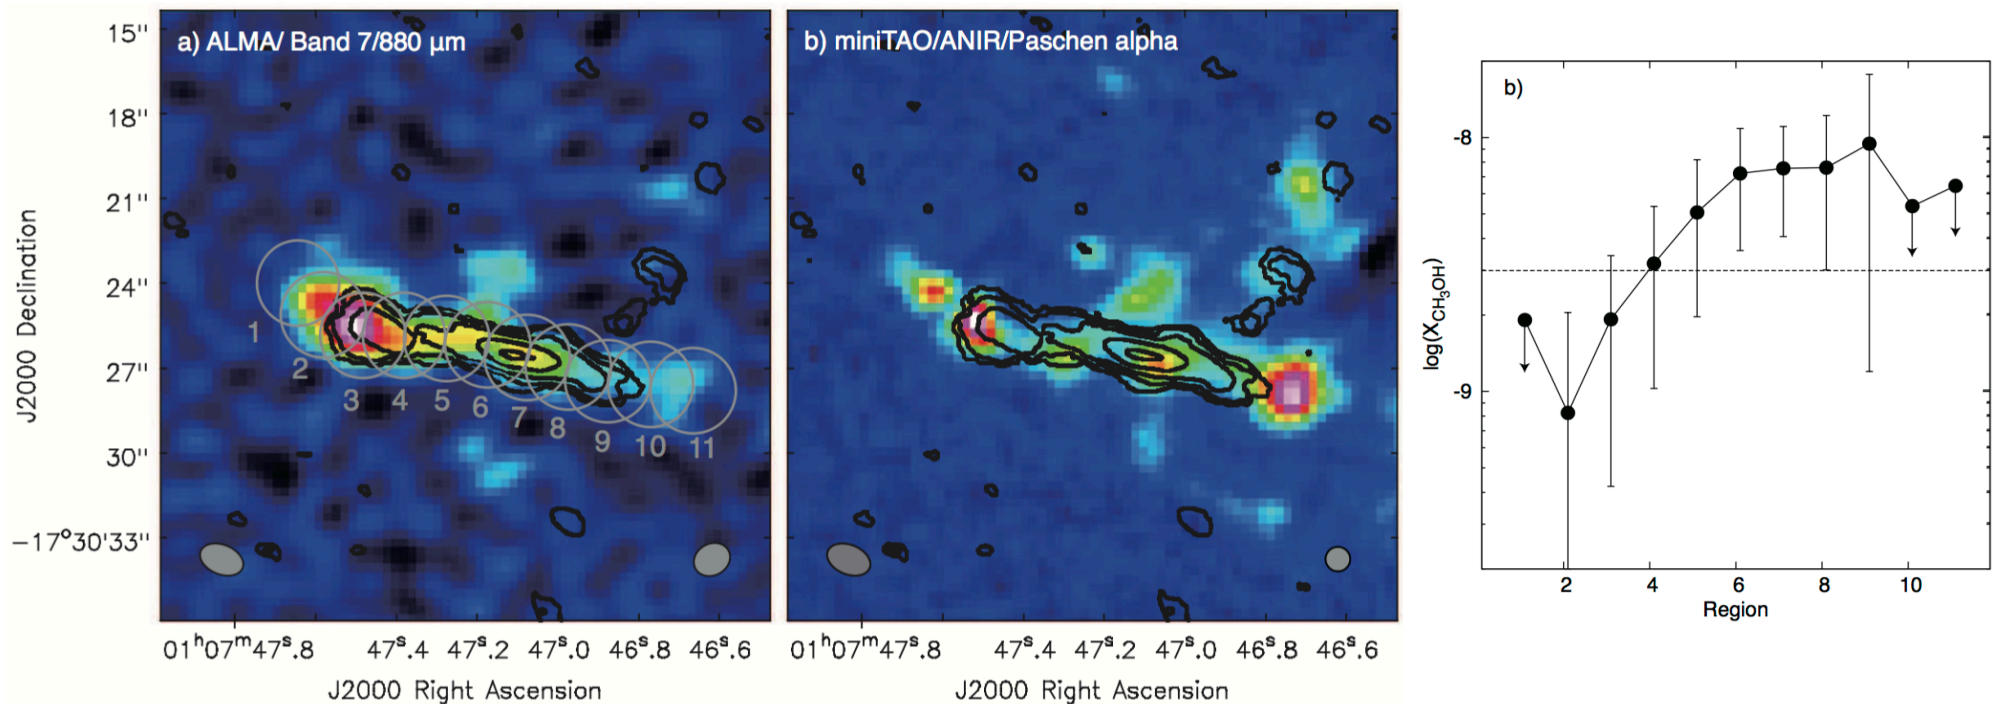 a) ALMA/ Band 7/880 μm
15''
18''
21''
24''
27''
30''
−17°30'33''
J2000 Declination
1
2
3
4
5
6
7
8
9
10
11
01ʰ07ᵐ47ˢ.8
47ˢ.4
47ˢ.2
47ˢ.0
46ˢ.8
46ˢ.6
J2000 Right Ascension
b) miniTAO/ANIR/Paschen alpha
01ʰ07ᵐ47ˢ.8
47ˢ.4
47ˢ.2
47ˢ.0
46ˢ.8
46ˢ.6
J2000 Right Ascension
b)
-8
-9
log(X_CH₃OH)
2
4
6
8
10
Region